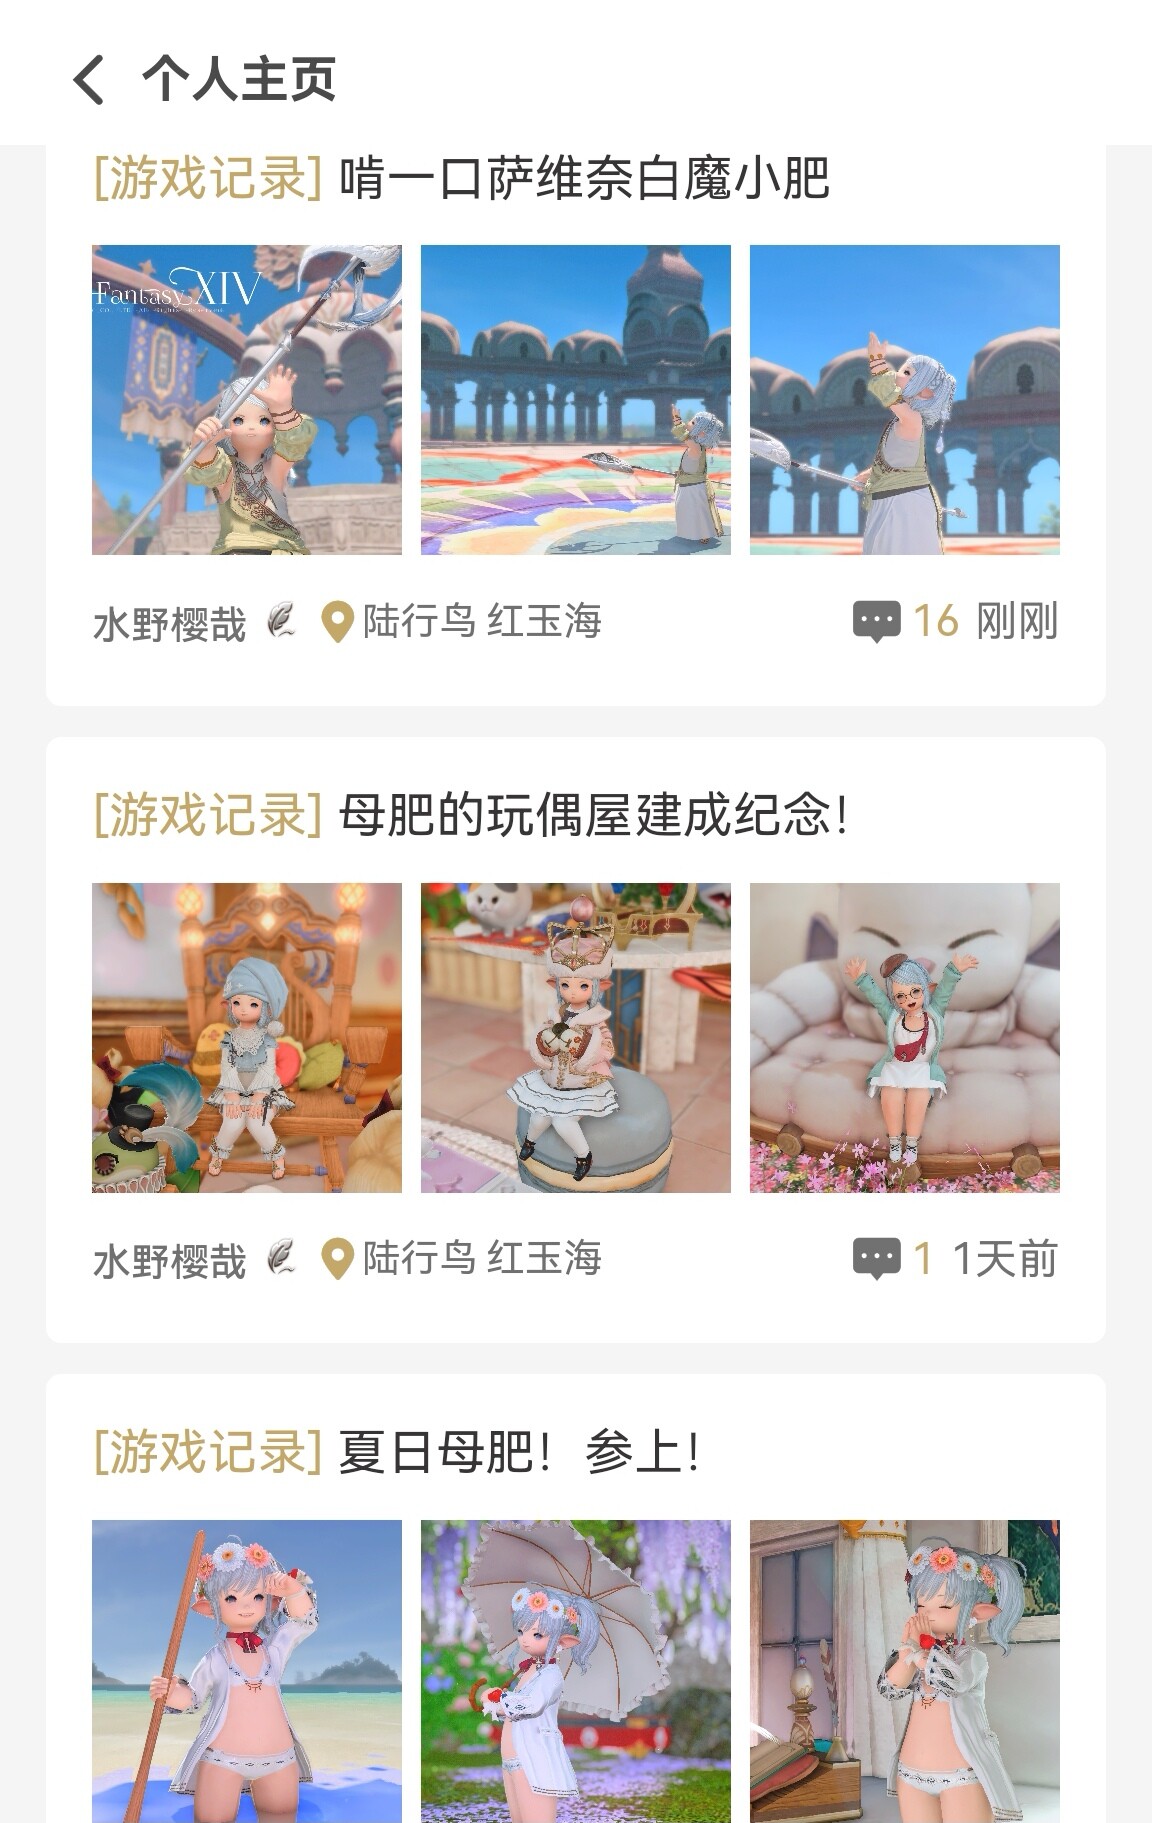 个人主页
[游戏记录] 啃一口萨维奈白魔小肥
Fantasy XIV
水野樱哉 陆行鸟 红玉海 16 刚刚
[游戏记录] 母肥的玩偶屋建成纪念!
水野樱哉 陆行鸟 红玉海 1 1天前
[游戏记录] 夏日母肥! 参上!